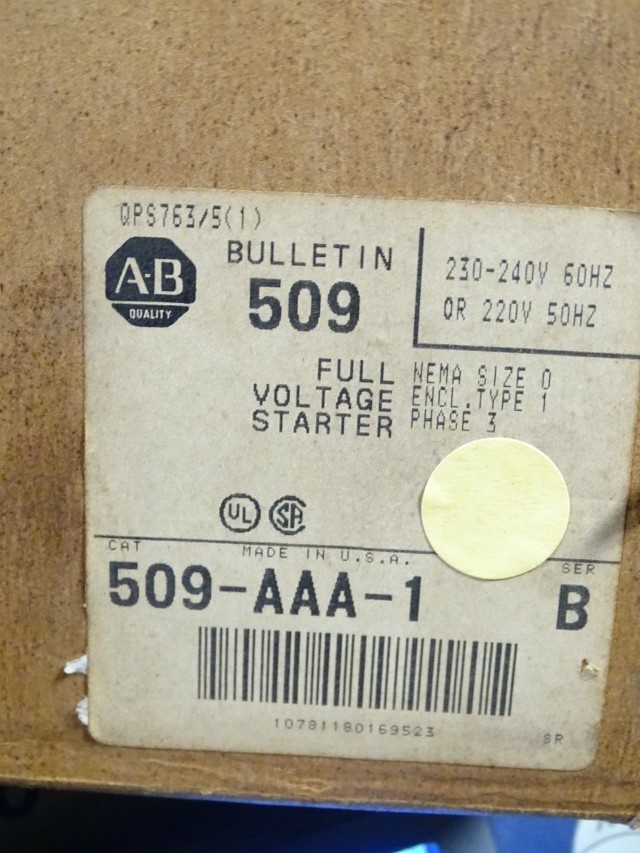 QPS763/5(1)
A-B
QUALITY
BULLETIN
509
230-240V 60HZ
OR 220V 50HZ
FULL
VOLTAGE
STARTER
NEMA SIZE 0
ENCL.TYPE 1
PHASE 3
UL
SA
CAT
MADE IN U.S.A.
SER
509-AAA-1
B
10781180169523
SR